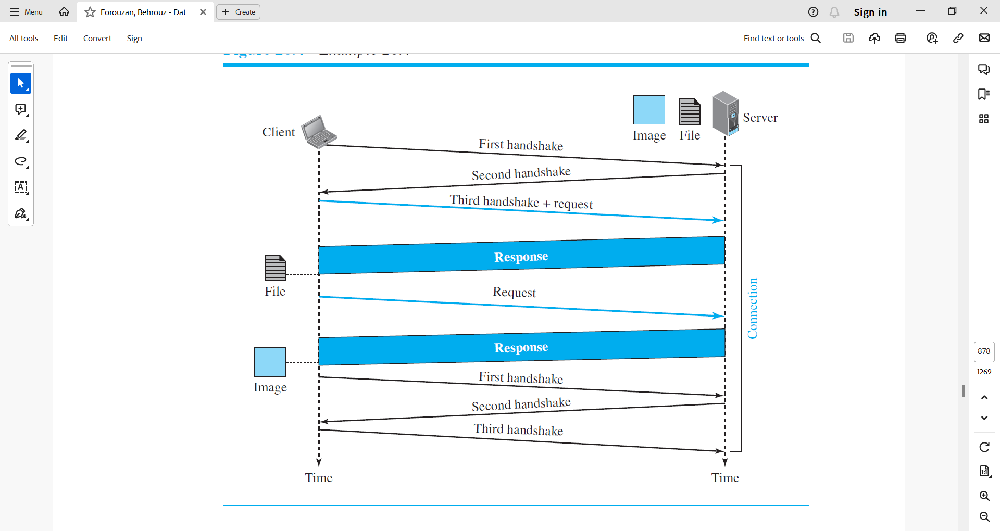 Menu
Forouzan, Behrouz - Dat...
Create
Sign in
All tools Edit Convert Sign
Find text or tools
Client
Image File Server
First handshake
Second handshake
Third handshake + request
Response
File
Request
Connection
Response
Image
First handshake
Second handshake
Third handshake
Time Time
878
1269